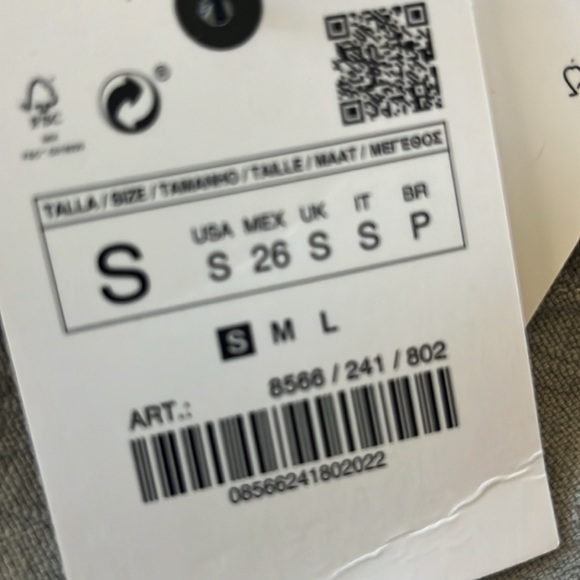 FSC
®
TALLA / SIZE / TAMANHO / TAILLE / MAAT / ΜΕΓΕΘΟΣ
S
USA MEX UK IT BR
S 26 S S P
S M L
ART.: 8566 / 241 / 802
08566241802022